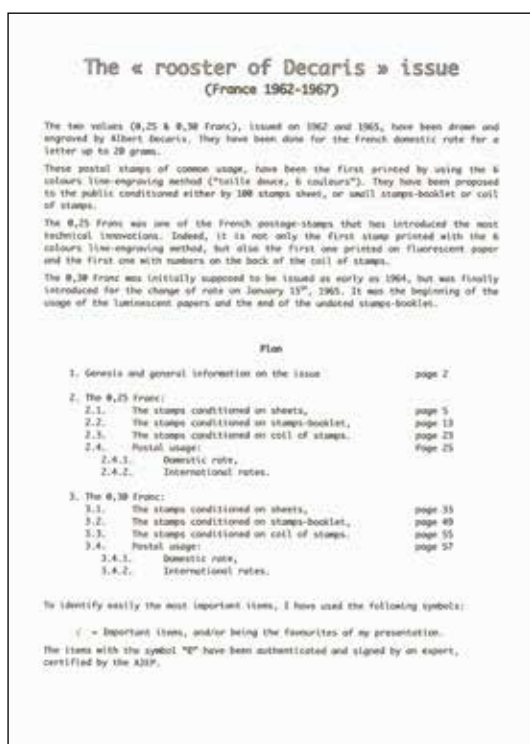 The « rooster of Decaris » issue
(France 1962-1967)
The two values (0,25 & 0,30 Franc), issued on 1962 and 1965, have been drawn and
engraved by Albert Decaris. They have been done for the French domestic rate for a
letter up to 20 grams.
These postal stamps of common usage, have been the first printed by using the 6
colours line-engraving method ("taille douce, 6 couleurs"). They have been proposed
to the public conditioned either by 100 stamps sheet, or small stamps-booklet or coil
of stamps.
The 0,25 Franc was one of the French postage-stamps that has introduced the most
technical innovations. Indeed, it is not only the first stamp printed with the 6
colours line-engraving method, but also the first one printed on fluorescent paper
and the first one with numbers on the back of the coil of stamps.
The 0,30 Franc was initially supposed to be issued as early as 1964, but was finally
introduced for the change of rate on January 15th, 1965. It was the beginning of the
usage of the luminescent papers and the end of the undated stamps-booklet.
Plan
1. Genesis and general information on the issue page 2
2. The 0,25 Franc:
2.1. The stamps conditioned on sheets, page 5
2.2. The stamps conditioned on stamps-booklet, page 13
2.3. The stamps conditioned on coil of stamps. page 23
2.4. Postal usage: Page 25
2.4.1. Domestic rate,
2.4.2. International rates.
3. The 0,30 Franc:
3.1. The stamps conditioned on sheets, page 33
3.2. The stamps conditioned on stamps-booklet, page 49
3.3. The stamps conditioned on coil of stamps. page 55
3.4. Postal usage: page 57
3.4.1. Domestic rate,
3.4.2. International rates.
To identify easily the most important items, I have used the following symbols:
= Important items, and/or being the favourites of my presentation.
The items with the symbol "©" have been authenticated and signed by an expert,
certified by the